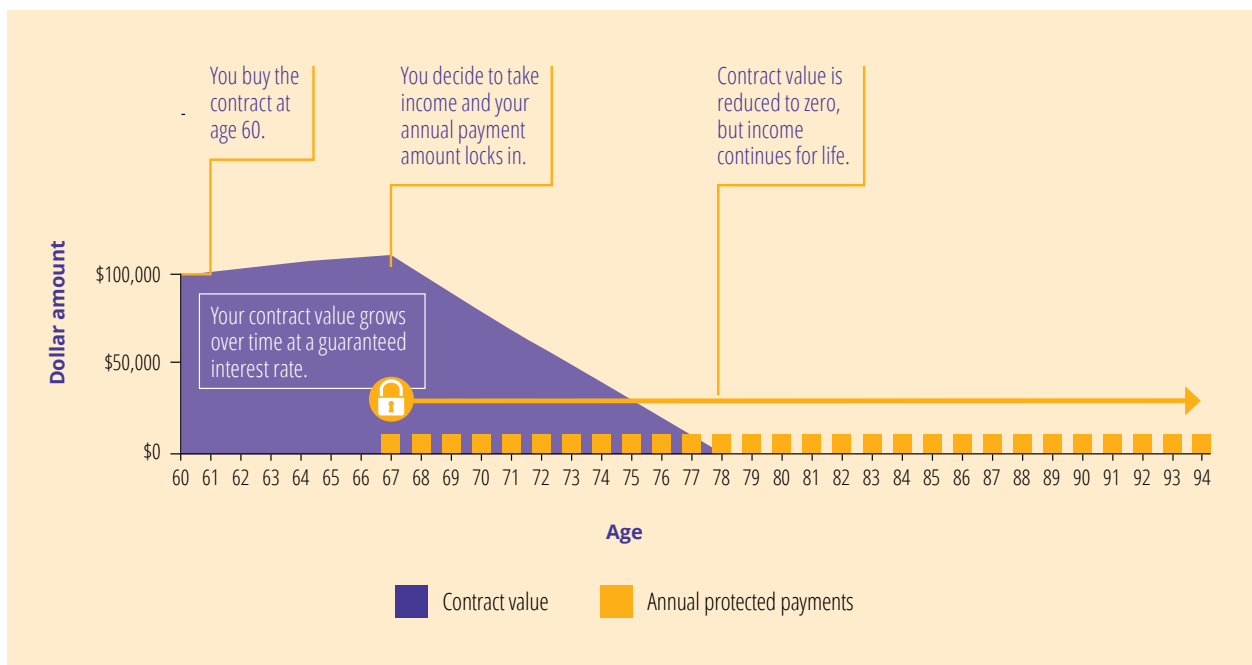 You buy the
contract at
age 60.
You decide to take
income and your
annual payment
amount locks in.
Contract value is
reduced to zero,
but income
continues for life.
-
Dollar amount
$100,000
$50,000
$0
Your contract value grows
over time at a guaranteed
interest rate.
60 61 62 63 64 65 66 67 68 69 70 71 72 73 74 75 76 77 78 79 80 81 82 83 84 85 86 87 88 89 90 91 92 93 94
Age
Contract value
Annual protected payments